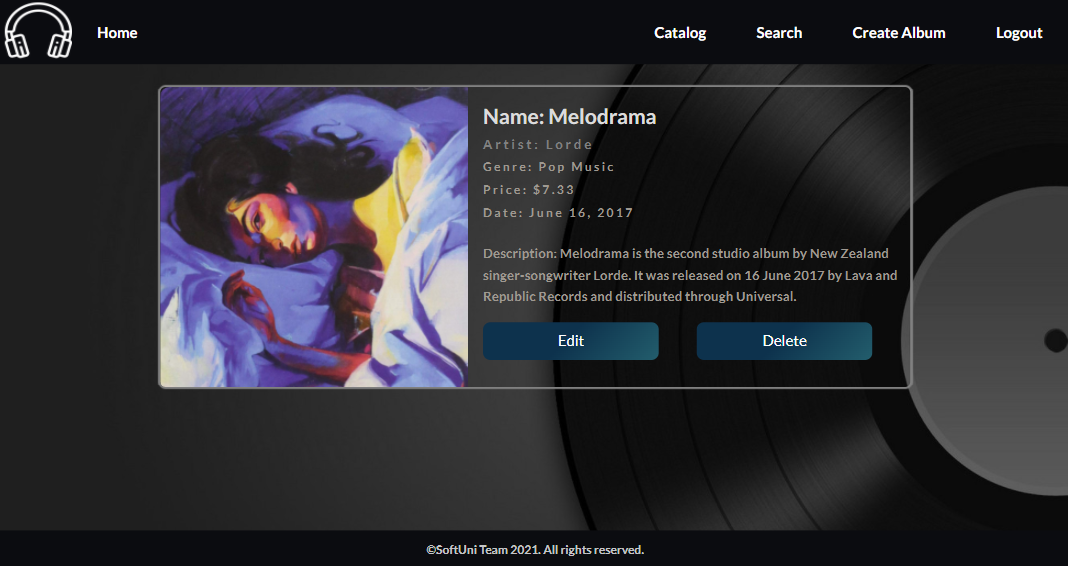 Home
Catalog
Search
Create Album
Logout
Name: Melodrama
Artist: Lorde
Genre: Pop Music
Price: $7.33
Date: June 16, 2017
Description: Melodrama is the second studio album by New Zealand
singer-songwriter Lorde. It was released on 16 June 2017 by Lava and
Republic Records and distributed through Universal.
Edit
Delete
©SoftUni Team 2021. All rights reserved.